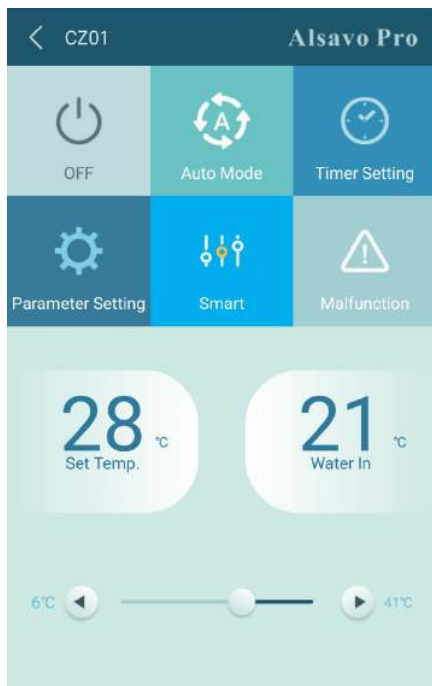 CZ01
Alsavo Pro
OFF
A
Auto Mode
Timer Setting
Parameter Setting
Smart
Malfunction
28 ℃
Set Temp.
21 ℃
Water In
6℃
41℃